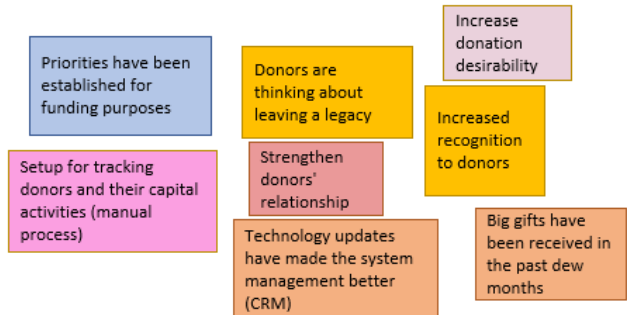 Increase
donation
desirability
Priorities have been
established for
funding purposes
Donors are
thinking about
leaving a legacy
Increased
recognition
to donors
Setup for tracking
donors and their capital
activities (manual
process)
Strengthen
donors'
relationship
Technology updates
have made the system
management better
(CRM)
Big gifts have
been received in
the past dew
months